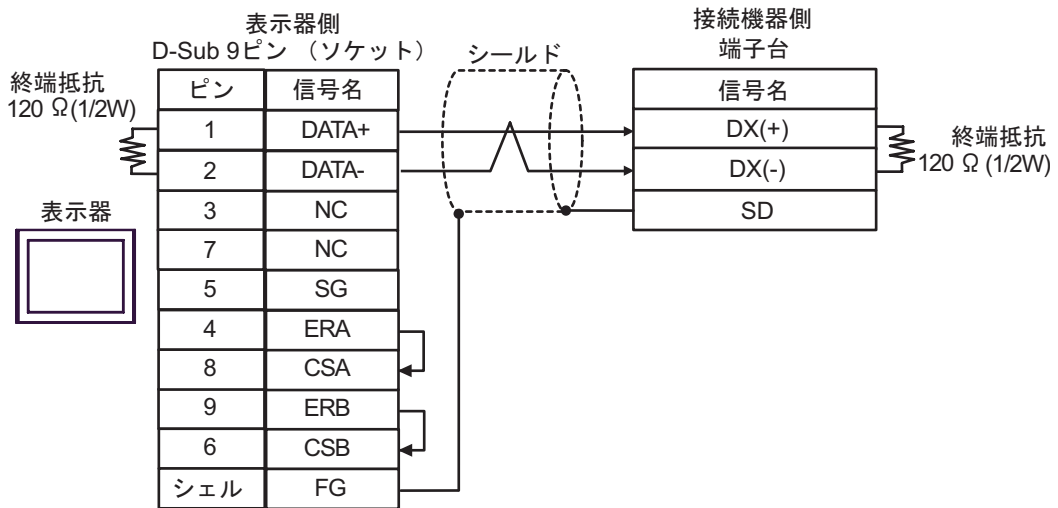 表示器側
D-Sub 9ピン （ソケット）
シールド
接続機器側
端子台
終端抵抗
120 Ω(1/2W)
ピン 信号名
1 DATA+
2 DATA-
3 NC
7 NC
5 SG
4 ERA
8 CSA
9 ERB
6 CSB
シェル FG
表示器
信号名
DX(+)
DX(-)
SD
終端抵抗
120 Ω (1/2W)